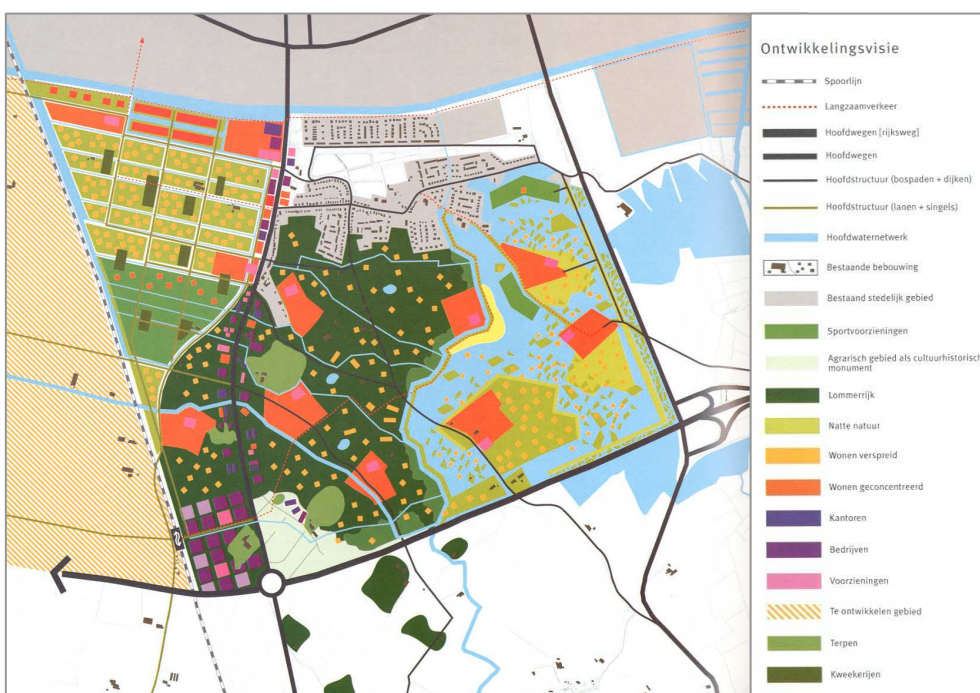 Ontwikkelingsvisie
Spoorlijn
Langzaamverkeer
Hoofdwegen [rijksweg]
Hoofdwegen
Hoofdstructuur (bospaden + dijken)
Hoofdstructuur (lanen + singels)
Hoofdwaternetwerk
Bestaande bebouwing
Bestaand stedelijk gebied
Sportvoorzieningen
Agrarisch gebied als cultuurhistorisch
monument
Lommerrijk
Natte natuur
Wonen verspreid
Wonen geconcentreerd
Kantoren
Bedrijven
Voorzieningen
Te ontwikkelen gebied
Terpen
Kweekerijen